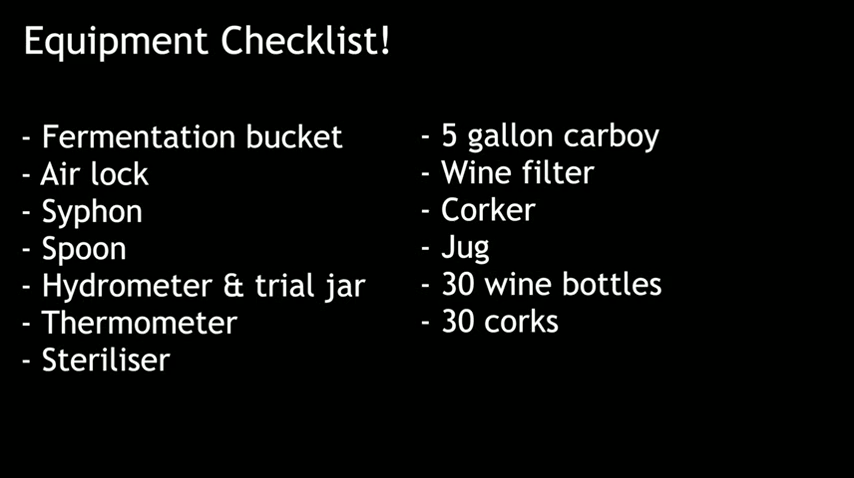 Equipment Checklist!
- Fermentation bucket
- Air lock
- Syphon
- Spoon
- Hydrometer & trial jar
- Thermometer
- Steriliser
- 5 gallon carboy
- Wine filter
- Corker
- Jug
- 30 wine bottles
- 30 corks